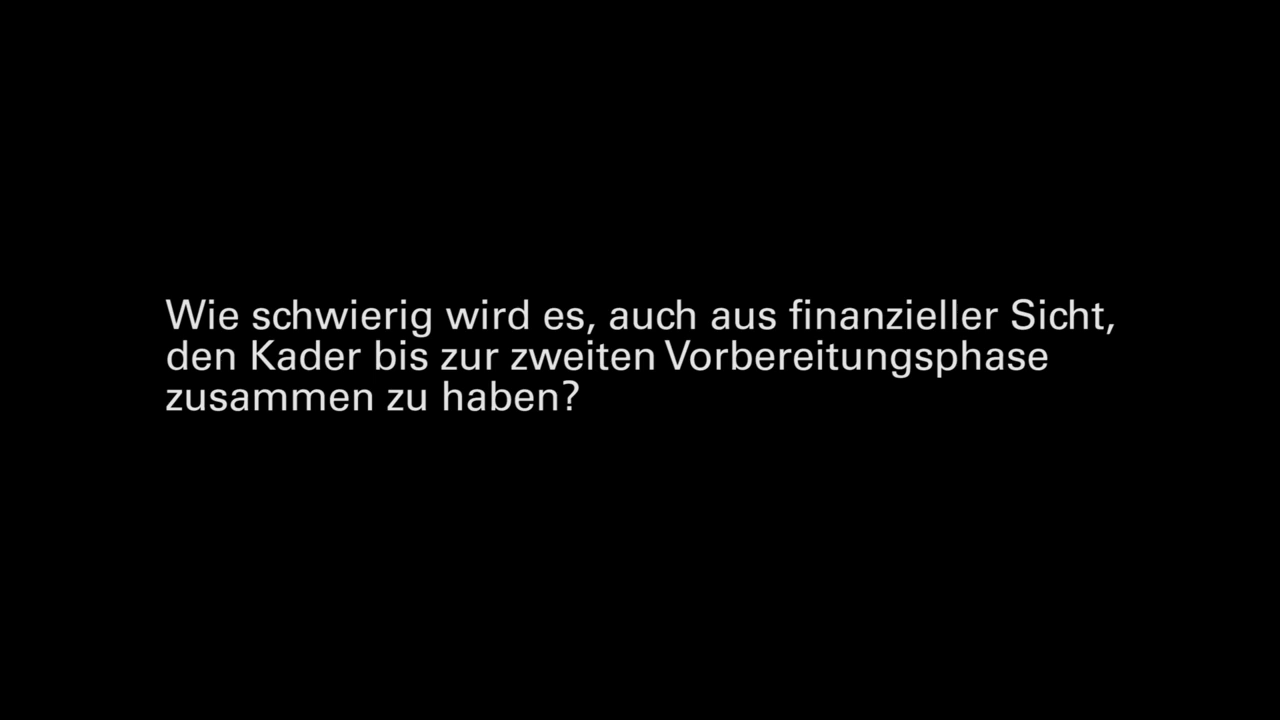 Wie schwierig wird es, auch aus finanzieller Sicht,
den Kader bis zur zweiten Vorbereitungsphase
zusammen zu haben?